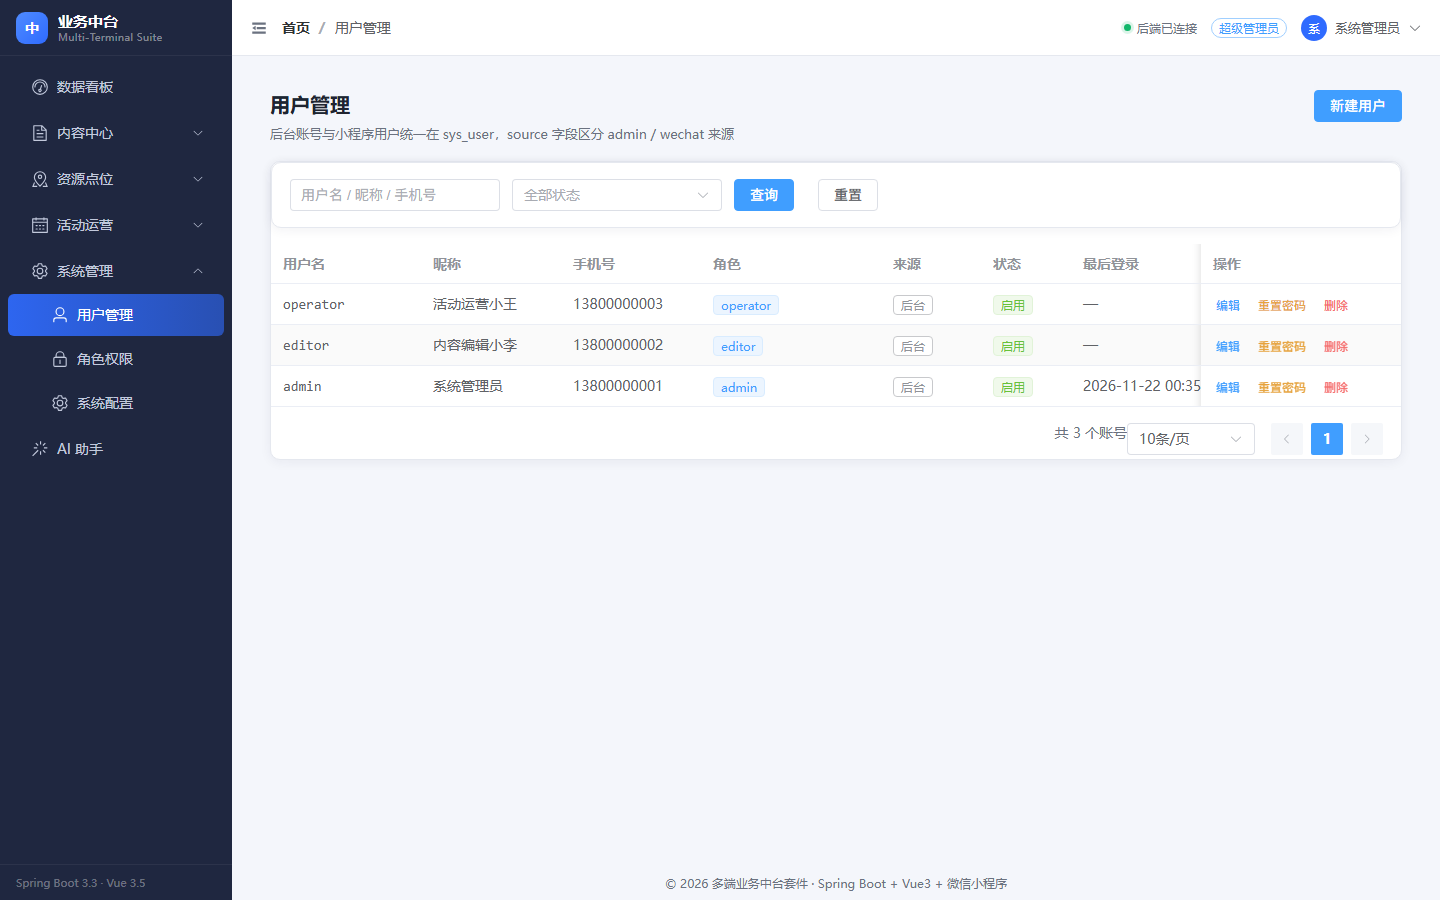 中
业务中台
Multi-Terminal Suite
首页 / 用户管理
后端已连接
超级管理员
系
系统管理员
数据看板
内容中心
资源点位
活动运营
系统管理
用户管理
角色权限
系统配置
AI 助手
Spring Boot 3.3 · Vue 3.5
用户管理
后台账号与小程序用户统一在 sys_user，source 字段区分 admin / wechat 来源
新建用户
用户名 / 昵称 / 手机号
全部状态
查询
重置
用户名 昵称 手机号 角色 来源 状态 最后登录 操作
operator 活动运营小王 13800000003 operator 后台 启用 — 编辑 重置密码 删除
editor 内容编辑小李 13800000002 editor 后台 启用 — 编辑 重置密码 删除
admin 系统管理员 13800000001 admin 后台 启用 2026-11-22 00:35 编辑 重置密码 删除
共 3 个账号 10条/页 1
© 2026 多端业务中台套件 · Spring Boot + Vue3 + 微信小程序